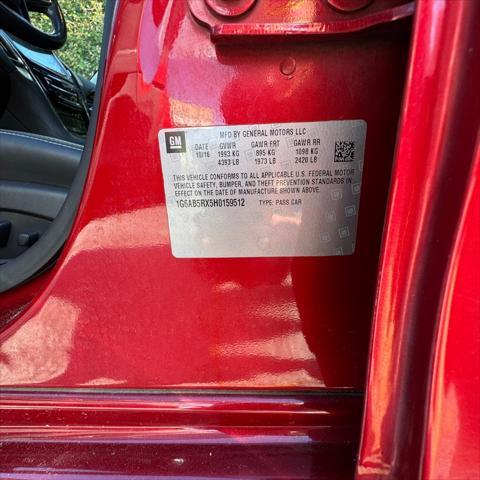 GM
MFD BY GENERAL MOTORS LLC
DATE GVWR GAWR FRT GAWR RR
10/16 1993 KG 895 KG 1098 KG
4393 LB 1973 LB 2420 LB
THIS VEHICLE CONFORMS TO ALL APPLICABLE U.S. FEDERAL MOTOR
VEHICLE SAFETY, BUMPER, AND THEFT PREVENTION STANDARDS IN
EFFECT ON THE DATE OF MANUFACTURE SHOWN ABOVE.
1G6AB5RX5H0159512 TYPE: PASS CAR